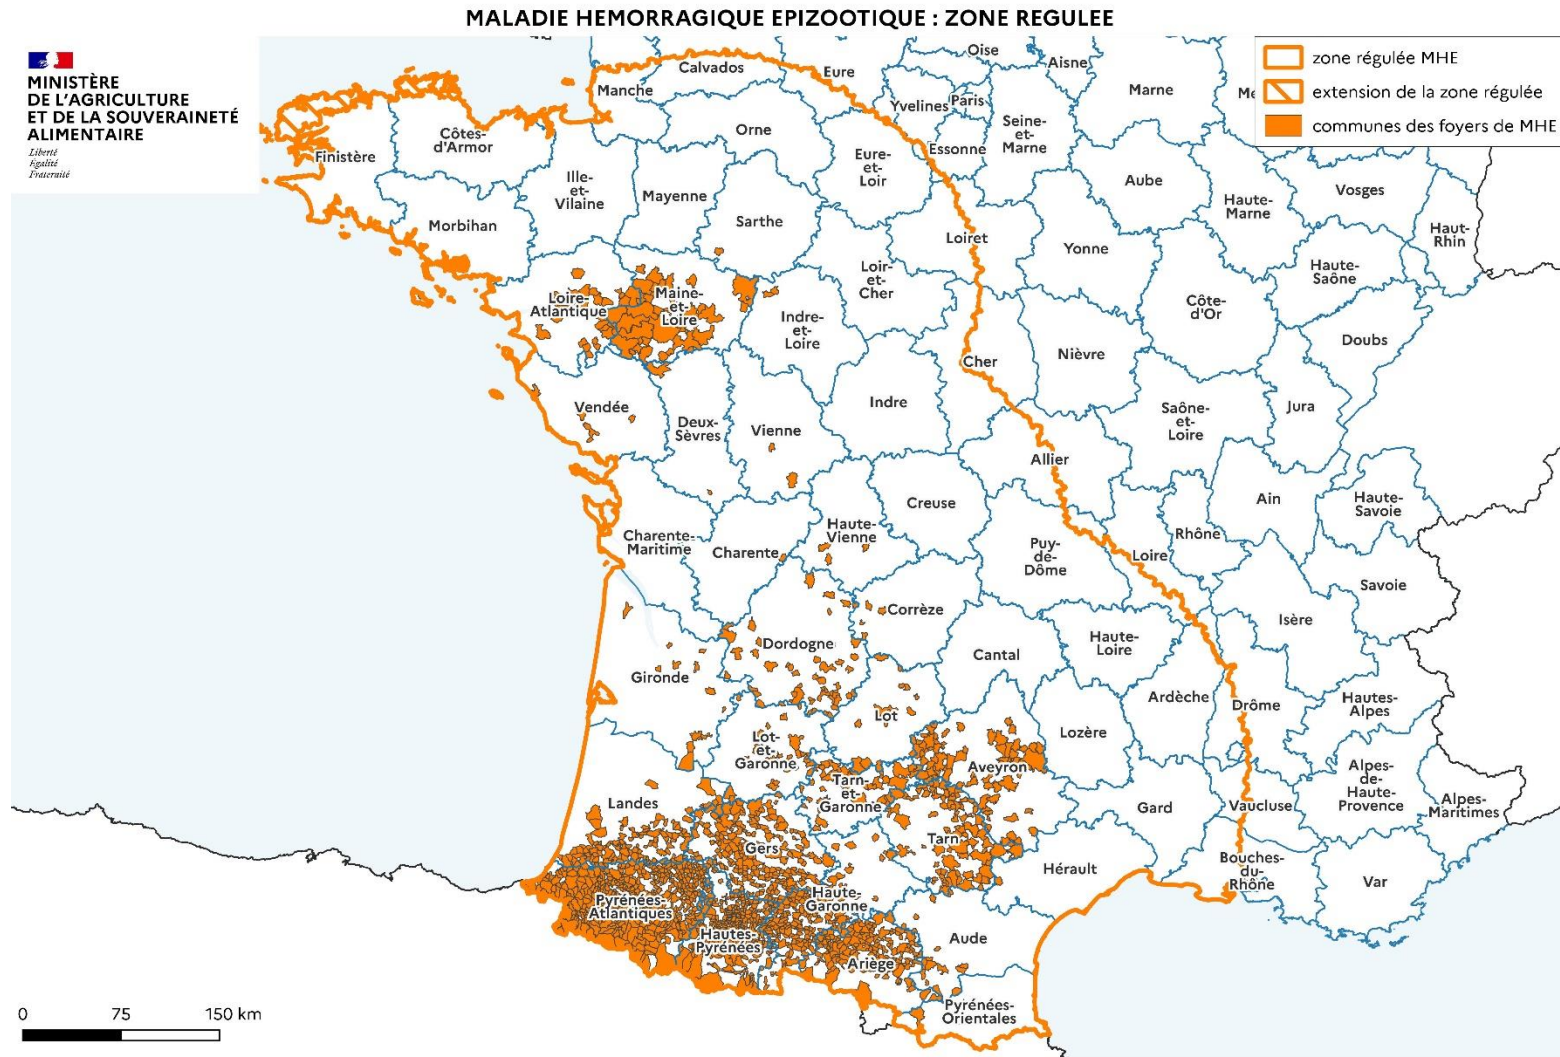 MALADIE HEMORRAGIQUE EPIZOOTIQUE : ZONE REGULEE
MINISTÈRE
DE L'AGRICULTURE
ET DE LA SOUVERAINETÉ
ALIMENTAIRE
Liberté
Égalité
Fraternité
zone régulée MHE
extension de la zone régulée
communes des foyers de MHE
Oise
Aisne
Calvados
Eure
Manche
Marne
Yvelines
Paris
Seine-
et-
Marne
Orne
Essonne
Côtes-
d'Armor
Finistère
Eure-
et-
Loir
Aube
Vosges
Ille-
et-
Vilaine
Mayenne
Haute-
Marne
Sarthe
Morbihan
Loiret
Yonne
Haut-
Rhin
Loir-
et-
Cher
Haute-
Saône
Loire-
Atlantique
Maine-
et-
Loire
Côte-
d'Or
Indre-
et-
Loire
Doubs
Nièvre
Cher
Indre
Vendée
Deux-
Sèvres
Vienne
Saône-
et-
Loire
Jura
Allier
Ain
Haute-
Savoie
Creuse
Haute-
Vienne
Charente-
Maritime
Charente
Rhône
Puy-
de-
Dôme
Loire
Savoie
Corrèze
Isère
Dordogne
Haute-
Loire
Cantal
Gironde
Ardèche
Drôme
Hautes-
Alpes
Lot
Lozère
Lot-
et-
Garonne
Aveyron
Tarn-
et-
Garonne
Alpes-
de-
Haute-
Provence
Alpes-
Maritimes
Landes
Gard
Vaucluse
Tarn
Gers
Hérault
Bouches-
du-
Rhône
Var
Haute-
Garonne
Pyrénées-
Atlantiques
Hautes-
Pyrénées
Aude
Ariège
Pyrénées-
Orientales
0 75 150 km